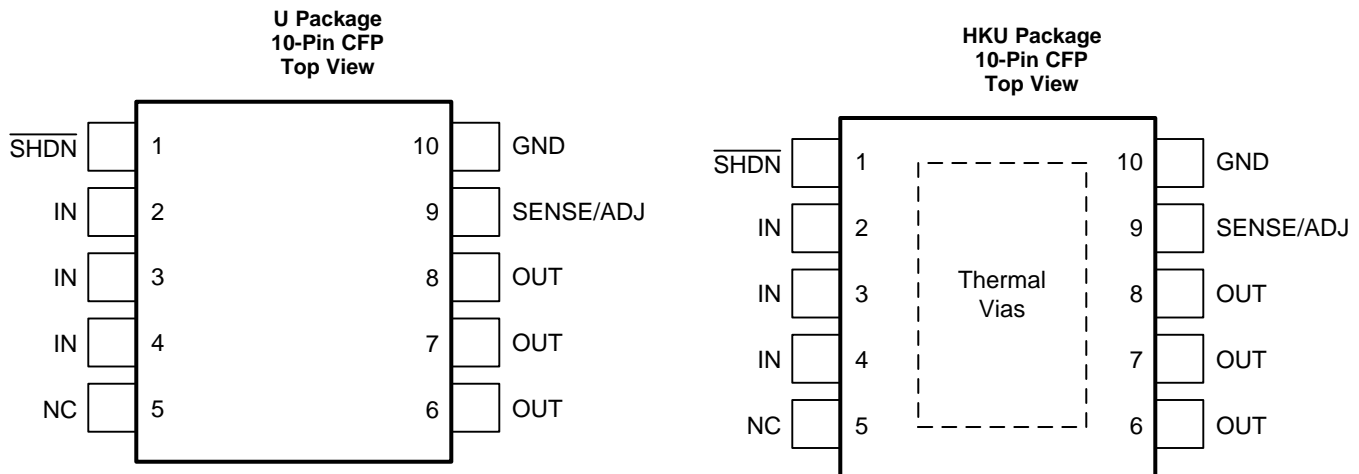 U Package
10-Pin CFP
Top View
SHDN 1 10 GND
IN 2 9 SENSE/ADJ
IN 3 8 OUT
IN 4 7 OUT
NC 5 6 OUT
HKU Package
10-Pin CFP
Top View
SHDN 1 10 GND
IN 2 9 SENSE/ADJ
IN 3 8 OUT
Thermal
Vias
IN 4 7 OUT
NC 5 6 OUT